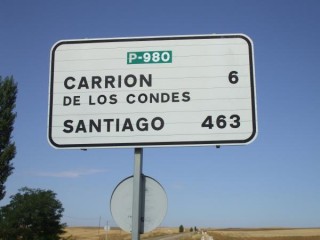 P-980
CARRION 6
DE LOS CONDES
SANTIAGO 463